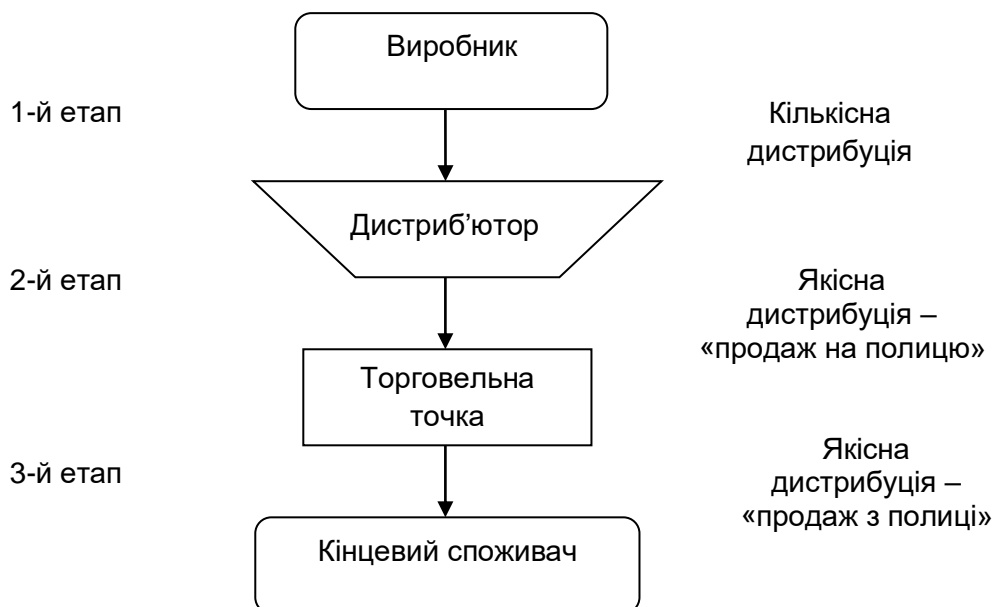 Виробник
1-й етап
Кількісна
дистрибуція
Дистриб’ютор
2-й етап
Якісна
дистрибуція –
«продаж на полицю»
Торговельна
точка
3-й етап
Якісна
дистрибуція –
«продаж з полиці»
Кінцевий споживач